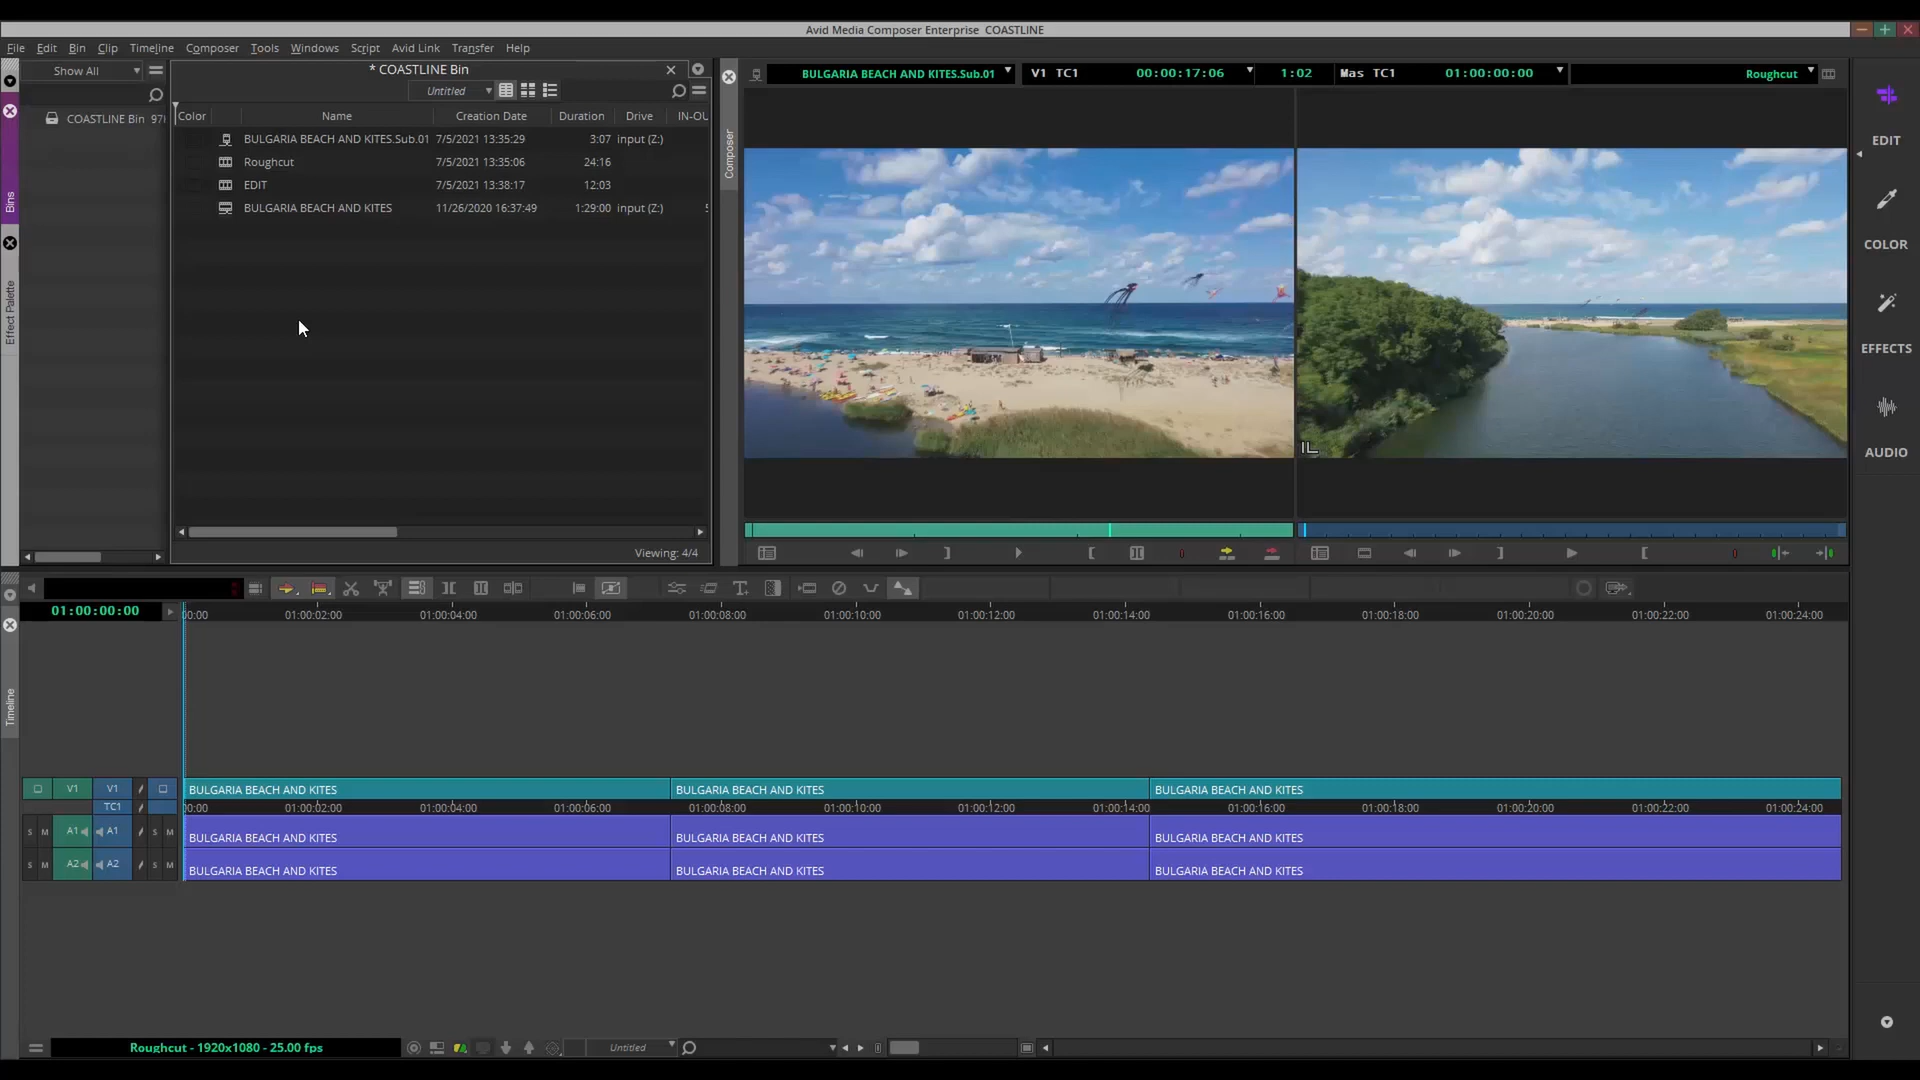 Avid Media Composer Enterprise  COASTLINE
File Edit Bin Clip Timeline Composer Tools Windows Script Avid Link Transfer Help
Show All
COASTLINE Bin 97
* COASTLINE Bin
Untitled
Color Name Creation Date Duration Drive IN-OU
BULGARIA BEACH AND KITES.Sub.01 7/5/2021 13:35:29 3:07 input (Z:)
Roughcut 7/5/2021 13:35:06 24:16
EDIT 7/5/2021 13:38:17 12:03
BULGARIA BEACH AND KITES 11/26/2020 16:37:49 1:29:00 input (Z:)
Viewing: 4/4
Bins
Effect Palette
Composer
BULGARIA BEACH AND KITES.Sub.01 V1 TC1 00:00:17:06 1:02 Mas TC1 01:00:00:00 Roughcut
EDIT
COLOR
EFFECTS
AUDIO
Timeline
01:00:00:00
00:00 01:00:02:00 01:00:04:00 01:00:06:00 01:00:08:00 01:00:10:00 01:00:12:00 01:00:14:00 01:00:16:00 01:00:18:00 01:00:20:00 01:00:22:00 01:00:24:00
V1 V1 BULGARIA BEACH AND KITES BULGARIA BEACH AND KITES BULGARIA BEACH AND KITES
TC1 00:00 01:00:02:00 01:00:04:00 01:00:06:00 01:00:08:00 01:00:10:00 01:00:12:00 01:00:14:00 01:00:16:00 01:00:18:00 01:00:20:00 01:00:22:00 01:00:24:00
S M A1 A1 S M BULGARIA BEACH AND KITES BULGARIA BEACH AND KITES BULGARIA BEACH AND KITES
S M A2 A2 S M BULGARIA BEACH AND KITES BULGARIA BEACH AND KITES BULGARIA BEACH AND KITES
Roughcut - 1920x1080 - 25.00 fps Untitled